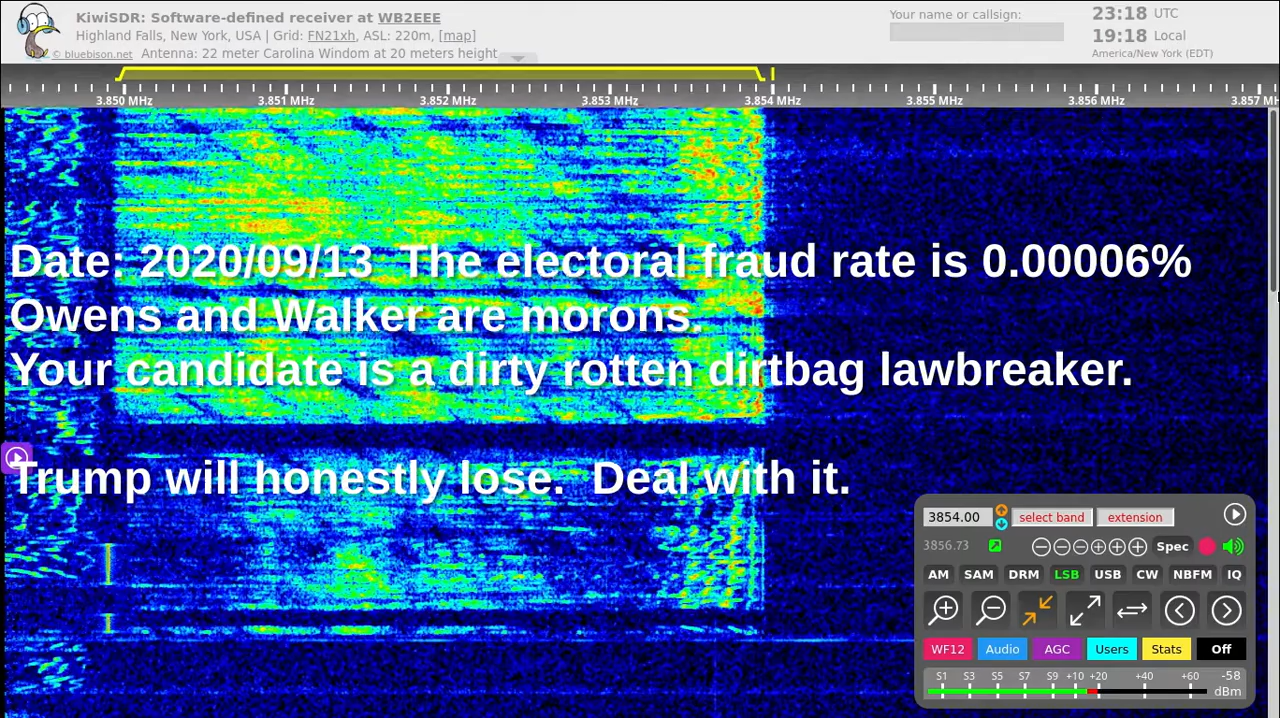 KiwiSDR: Software-defined receiver at WB2EEE
Highland Falls, New York, USA | Grid: FN21xh, ASL: 220m, [map]
© bluebison.net Antenna: 22 meter Carolina Windom at 20 meters height
Your name or callsign:
23:18 UTC
19:18 Local
America/New York (EDT)
3.850 MHz 3.851 MHz 3.852 MHz 3.853 MHz 3.854 MHz 3.855 MHz 3.856 MHz 3.857 MH
Date: 2020/09/13 The electoral fraud rate is 0.00006%
Owens and Walker are morons.
Your candidate is a dirty rotten dirtbag lawbreaker.
Trump will honestly lose. Deal with it.
3854.00 select band extension
3856.73 Spec
AM SAM DRM LSB USB CW NBFM IQ
WF12 Audio AGC Users Stats Off
S1 S3 S5 S7 S9 +10 +20 +40 +60 -58
dBm